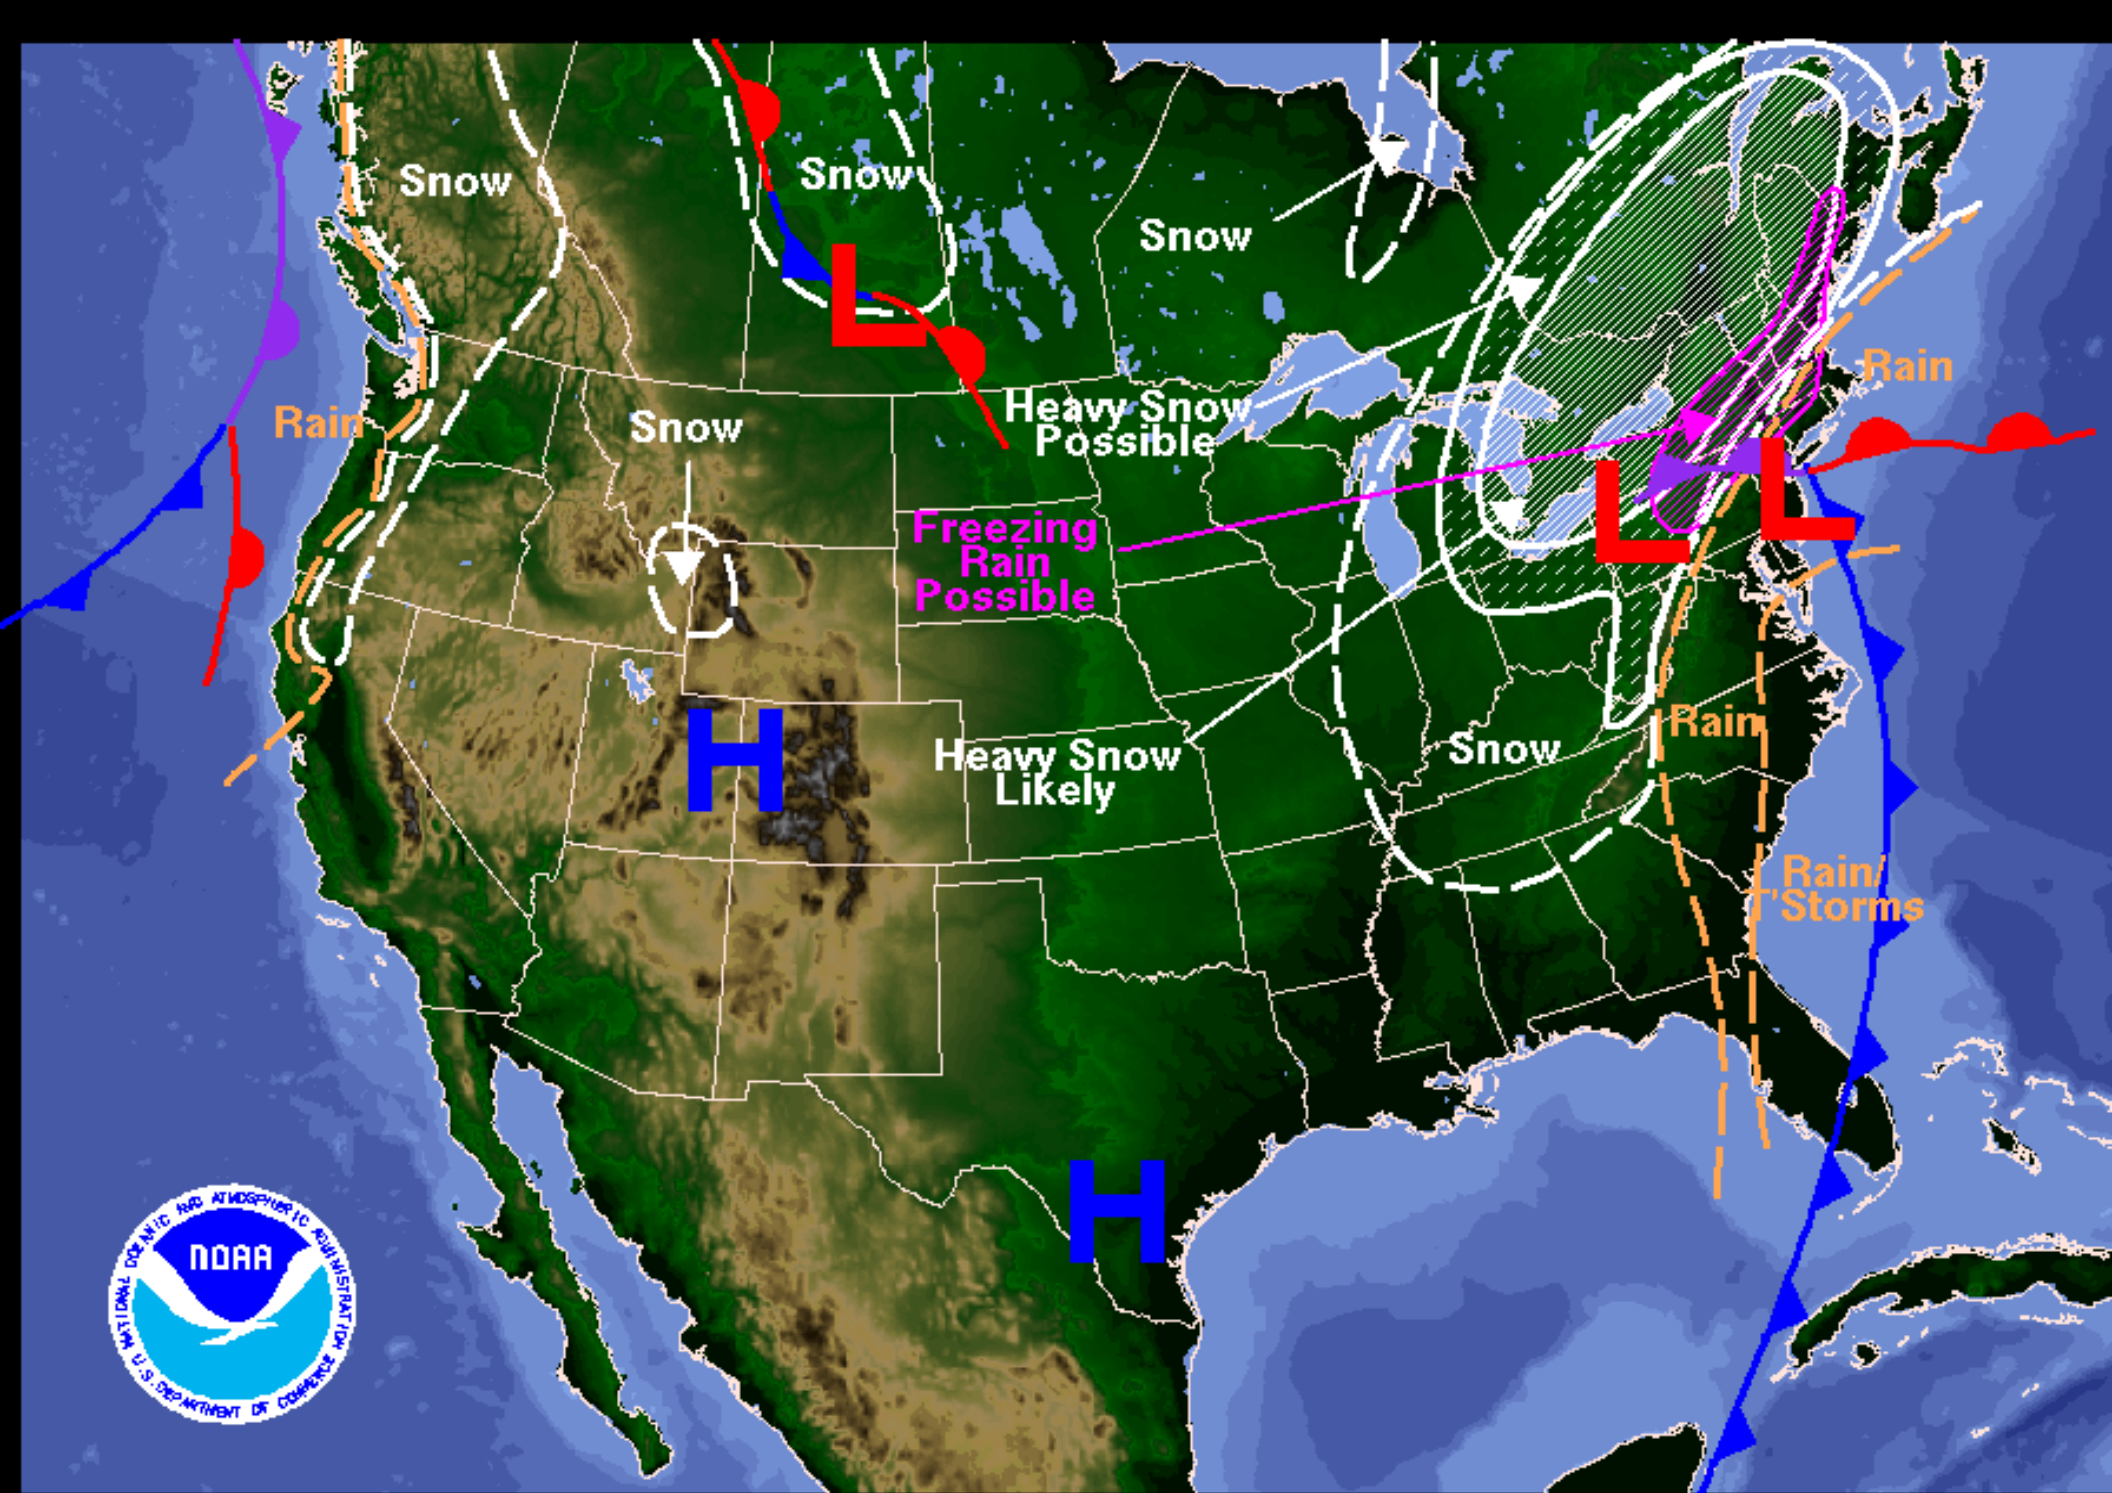 Snow
Snow
Snow
Rain
Rain
Snow
Heavy Snow
Possible
Freezing
Rain
Possible
Rain
H
Heavy Snow
Likely
Snow
Rain/
T'Storms
H
L
L
L
NATIONAL OCEANIC AND ATMOSPHERIC ADMINISTRATION
NOAA
U.S. DEPARTMENT OF COMMERCE